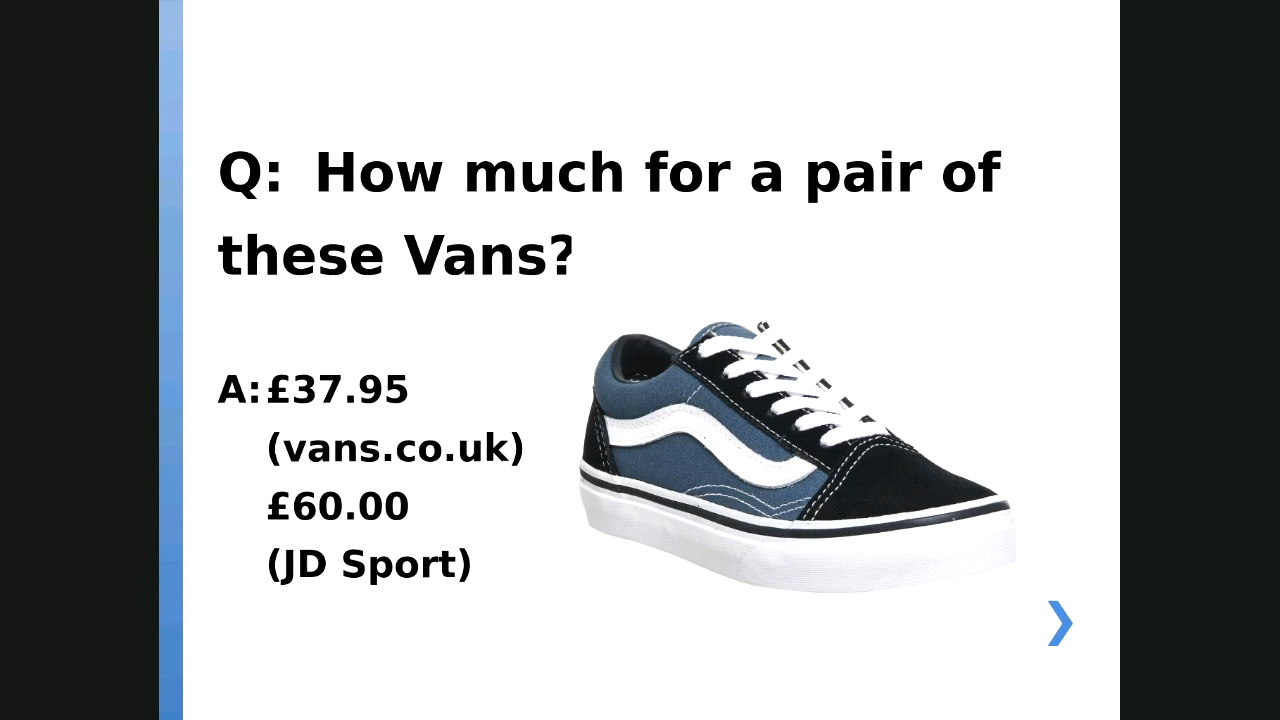 Q: How much for a pair of
these Vans?
A: £37.95
(vans.co.uk)
£60.00
(JD Sport)